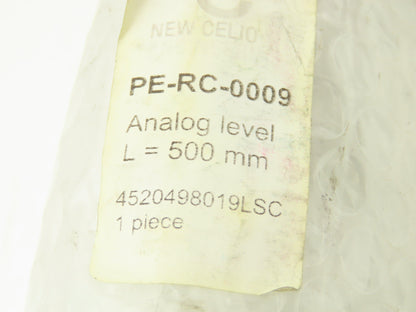 C
NEW CELIO
PE-RC-0009
Analog level
L = 500 mm
4520498019LSC
1 piece